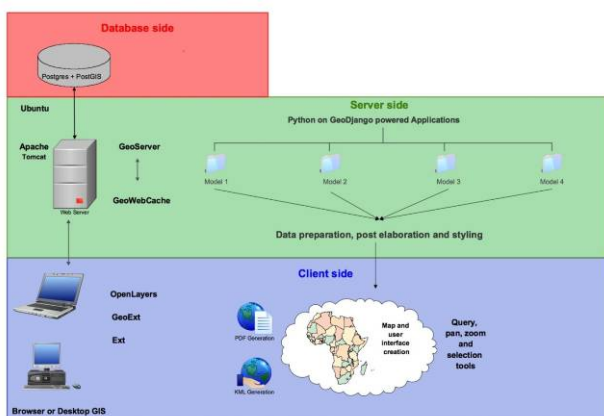 Database side
Postgres + PostGIS
Ubuntu
Server side
Python on GeoDjango powered Applications
Apache
Tomcat
GeoServer
GeoWebCache
Web Server
Model 1
Model 2
Model 3
Model 4
Data preparation, post elaboration and styling
Client side
OpenLayers
GeoExt
Ext
Browser or Desktop GIS
PDF Generation
KML Generation
Map and
user
interface
creation
Query,
pan, zoom
and
selection
tools